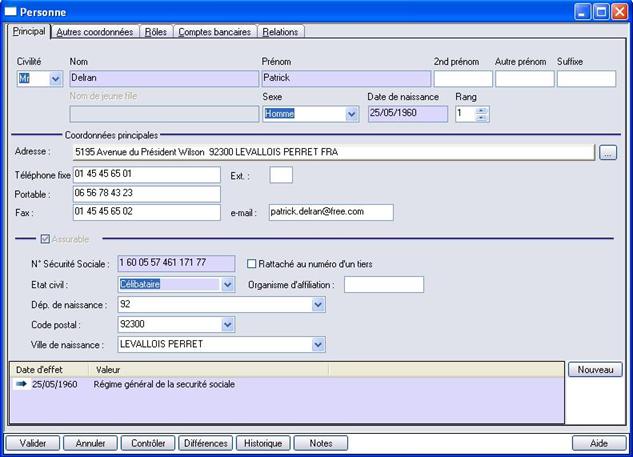 Personne
Principal Autres coordonnées Rôles Comptes bancaires Relations
Civilité Nom Prénom 2nd prénom Autre prénom Suffixe
Mr Delran Patrick
Nom de jeune fille Sexe Date de naissance Rang
Homme 25/05/1960 1
Coordonnées principales
Adresse : 5195 Avenue du Président Wilson 92300 LEVALLOIS PERRET FRA ...
Téléphone fixe 01 45 45 65 01 Ext. :
Portable : 06 56 78 43 23
Fax : 01 45 45 65 02 e-mail : patrick.delran@free.com
Assurable
N° Sécurité Sociale : 1 60 05 57 461 171 77 Rattaché au numéro d'un tiers
Etat civil : Célibataire Organisme d'affiliation :
Dép. de naissance : 92
Code postal : 92300
Ville de naissance : LEVALLOIS PERRET
Date d'effet Valeur Nouveau
25/05/1960 Régime général de la securité sociale
Valider Annuler Contrôler Différences Historique Notes Aide